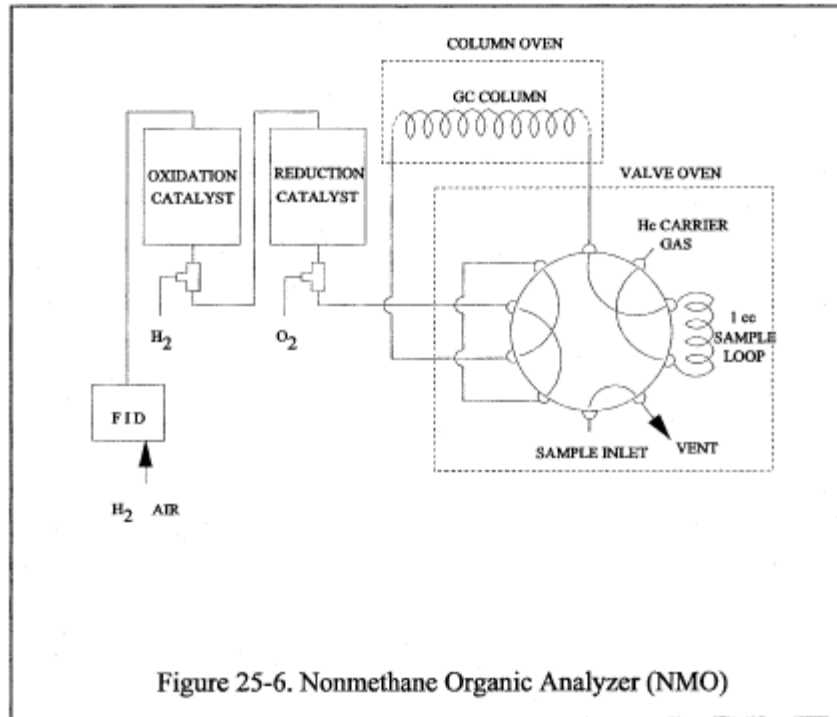 COLUMN OVEN
GC COLUMN
OXIDATION
CATALYST
REDUCTION
CATALYST
VALVE OVEN
He CARRIER
GAS
1 cc
SAMPLE
LOOP
H2
O2
FID
SAMPLE INLET
VENT
H2 AIR
Figure 25-6. Nonmethane Organic Analyzer (NMO)